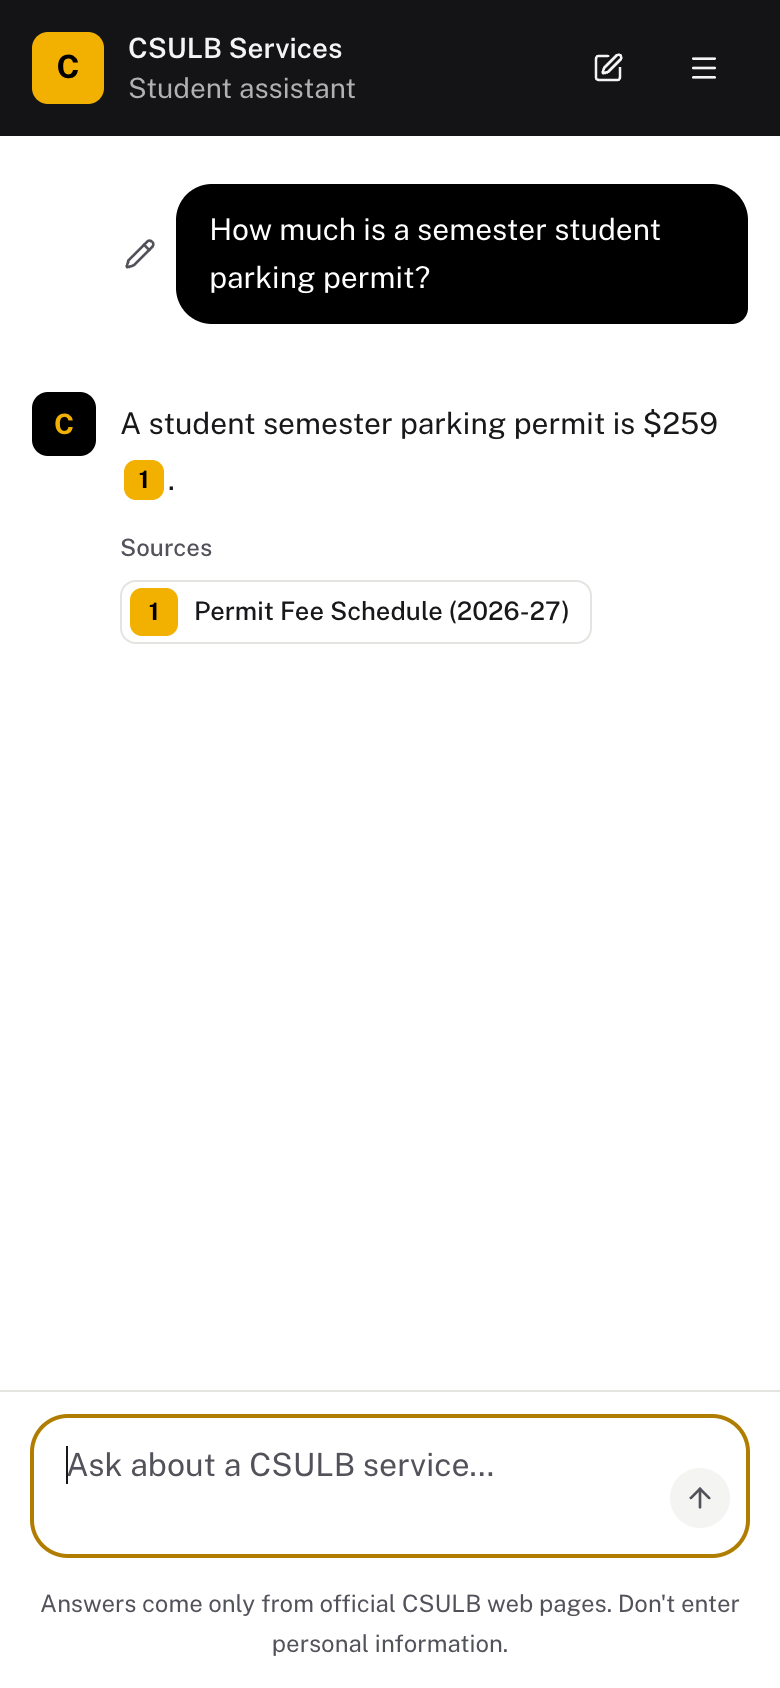 C
CSULB Services
Student assistant
How much is a semester student
parking permit?
C
A student semester parking permit is $259
1.
Sources
1 Permit Fee Schedule (2026-27)
Ask about a CSULB service...
Answers come only from official CSULB web pages. Don't enter
personal information.